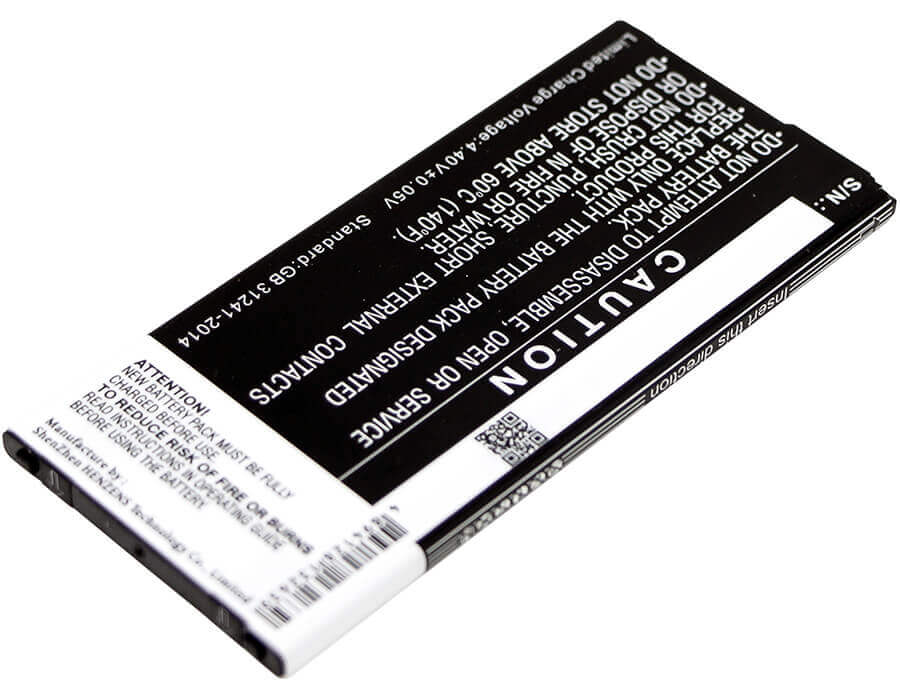 S/N.:
CAUTION
•DO NOT ATTEMPT TO DISASSEMBLE, OPEN OR SERVICE
THE BATTERY PACK.
•REPLACE ONLY WITH THE BATTERY PACK DESIGNATED
FOR THIS PRODUCT.
•DO NOT CRUSH, PUNCTURE, SHORT EXTERNAL CONTACTS
OR DISPOSE OF IN FIRE OR WATER.
•DO NOT STORE ABOVE 60℃ (140℉).
Limited Charge Voltage:4.40V±0.05V
Standard:GB 31241-2014
Insert this direction
ATTENTION!
NEW BATTERY PACK MUST BE FULLY
CHARGED BEFORE USE.
TO REDUCE RISK OF FIRE OR BURNS
READ INSTRUCTIONS IN OPERATING GUIDE
BEFORE USING THE BATTERY.
Manufacture by:
ShenZhen HENZENS Technology Co., Limited